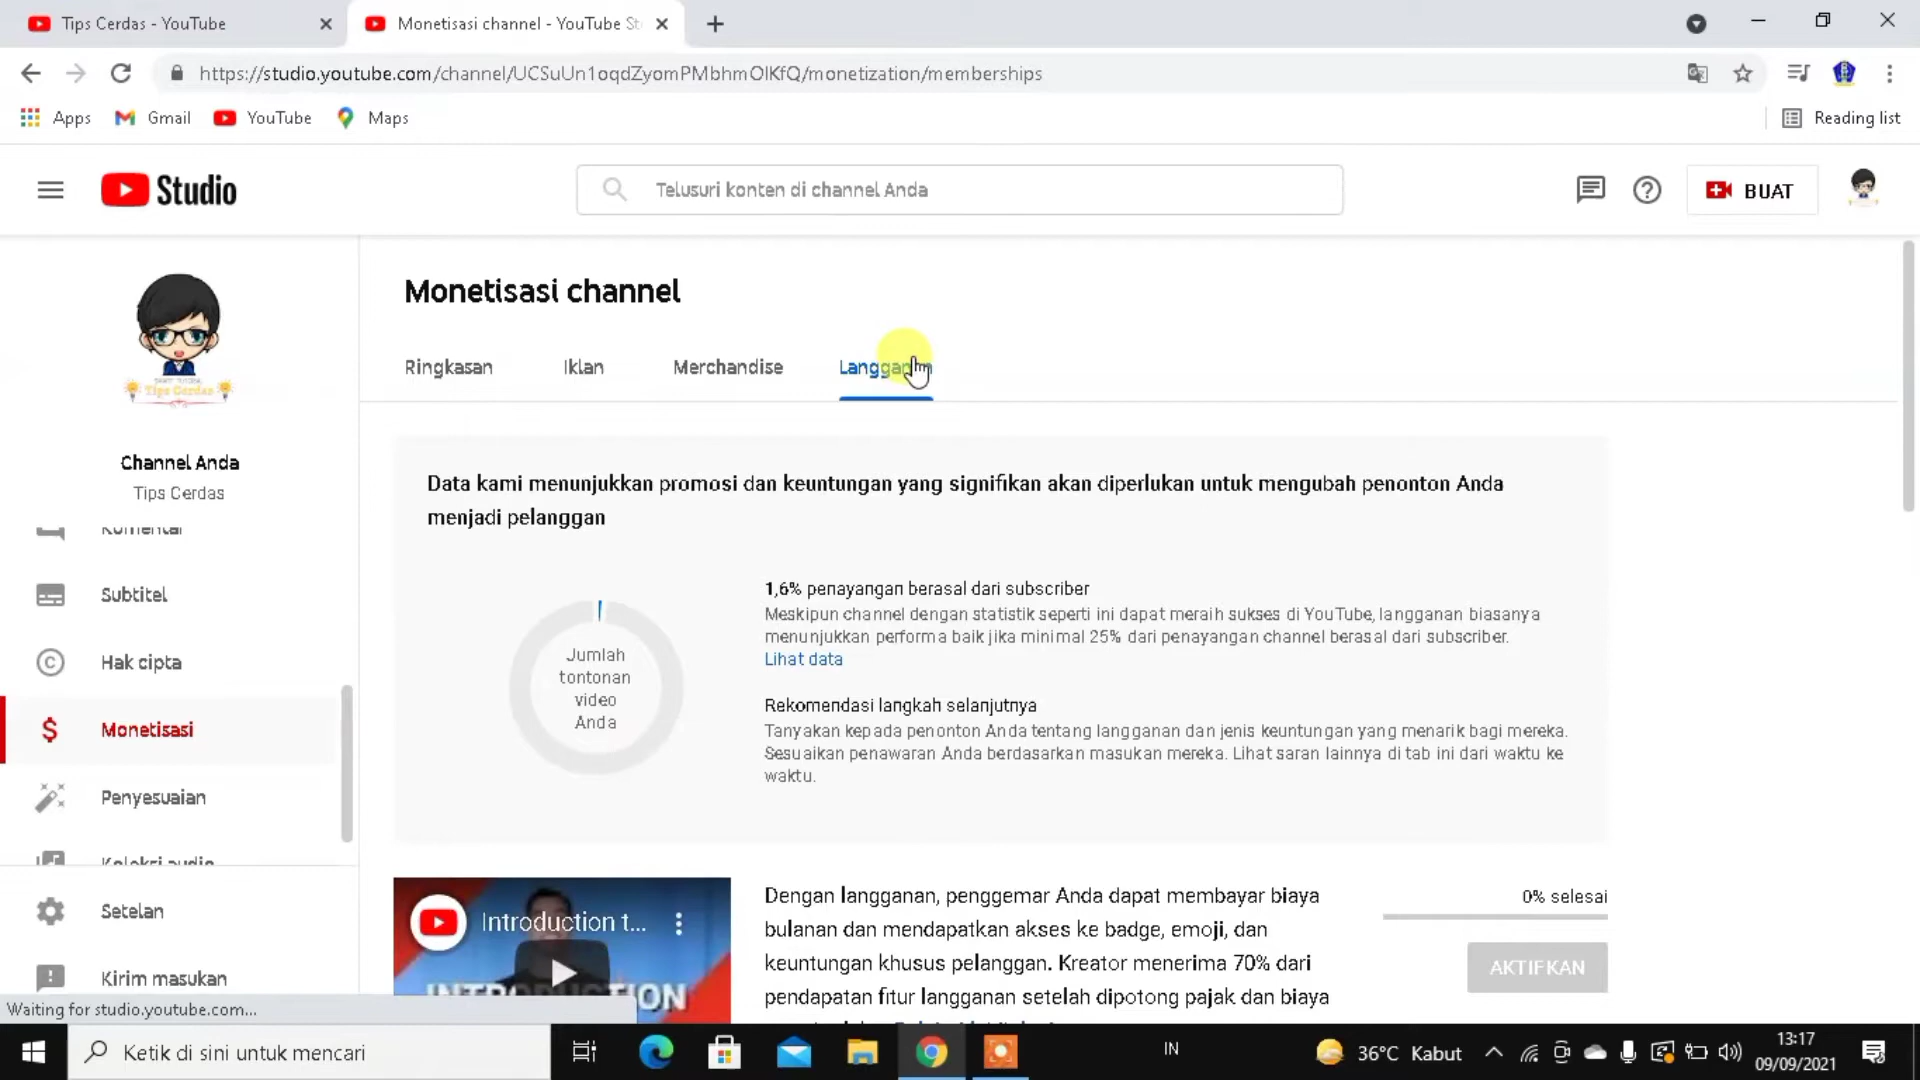 Tips Cerdas - YouTube
Monetisasi channel - YouTube St
https://studio.youtube.com/channel/UCSuUn1oqdZyomPMbhmOlKfQ/monetization/memberships
Apps
Gmail
YouTube
Maps
Reading list
Studio
Telusuri konten di channel Anda
BUAT
Monetisasi channel
Ringkasan
Iklan
Merchandise
Tips Cerdas
Channel Anda
Tips Cerdas
Komentar
Subtitel
Hak cipta
Monetisasi
Penyesuaian
Koleksi audio
Setelan
Kirim masukan
Data kami menunjukkan promosi dan keuntungan yang signifikan akan diperlukan untuk mengubah penonton Anda
menjadi pelanggan
Jumlah
tontonan
video
Anda
1,6% penayangan berasal dari subscriber
Meskipun channel dengan statistik seperti ini dapat meraih sukses di YouTube, langganan biasanya
menunjukkan performa baik jika minimal 25% dari penayangan channel berasal dari subscriber.
Lihat data
Rekomendasi langkah selanjutnya
Tanyakan kepada penonton Anda tentang langganan dan jenis keuntungan yang menarik bagi mereka.
Sesuaikan penawaran Anda berdasarkan masukan mereka. Lihat saran lainnya di tab ini dari waktu ke
waktu.
Introduction t...
INTRODUCTION
Dengan langganan, penggemar Anda dapat membayar biaya
bulanan dan mendapatkan akses ke badge, emoji, dan
keuntungan khusus pelanggan. Kreator menerima 70% dari
pendapatan fitur langganan setelah dipotong pajak dan biaya
0% selesai
AKTIFKAN
Waiting for studio.youtube.com...
Ketik di sini untuk mencari
IN
36°C Kabut
13:17
09/09/2021